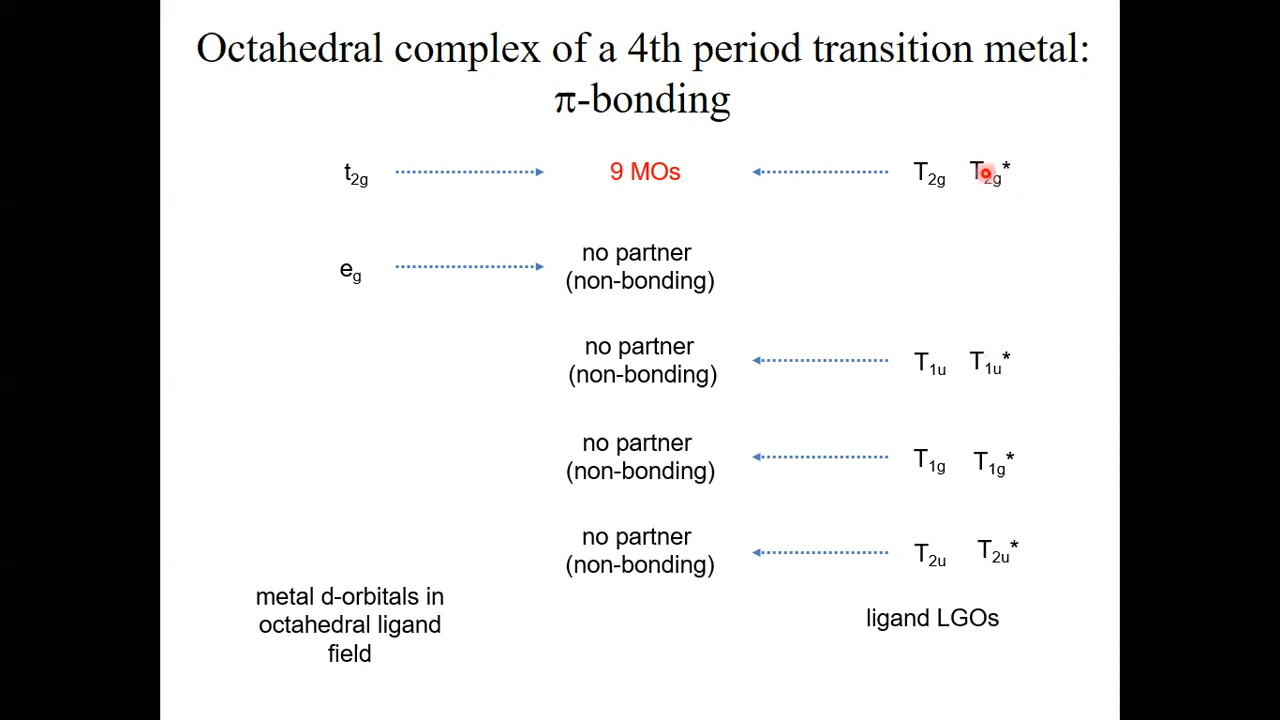 Octahedral complex of a 4th period transition metal:
π-bonding
t2g 9 MOs T2g T2g*
eg no partner
(non-bonding)
no partner
(non-bonding) T1u T1u*
no partner
(non-bonding) T1g T1g*
no partner
(non-bonding) T2u T2u*
metal d-orbitals in
octahedral ligand
field
ligand LGOs